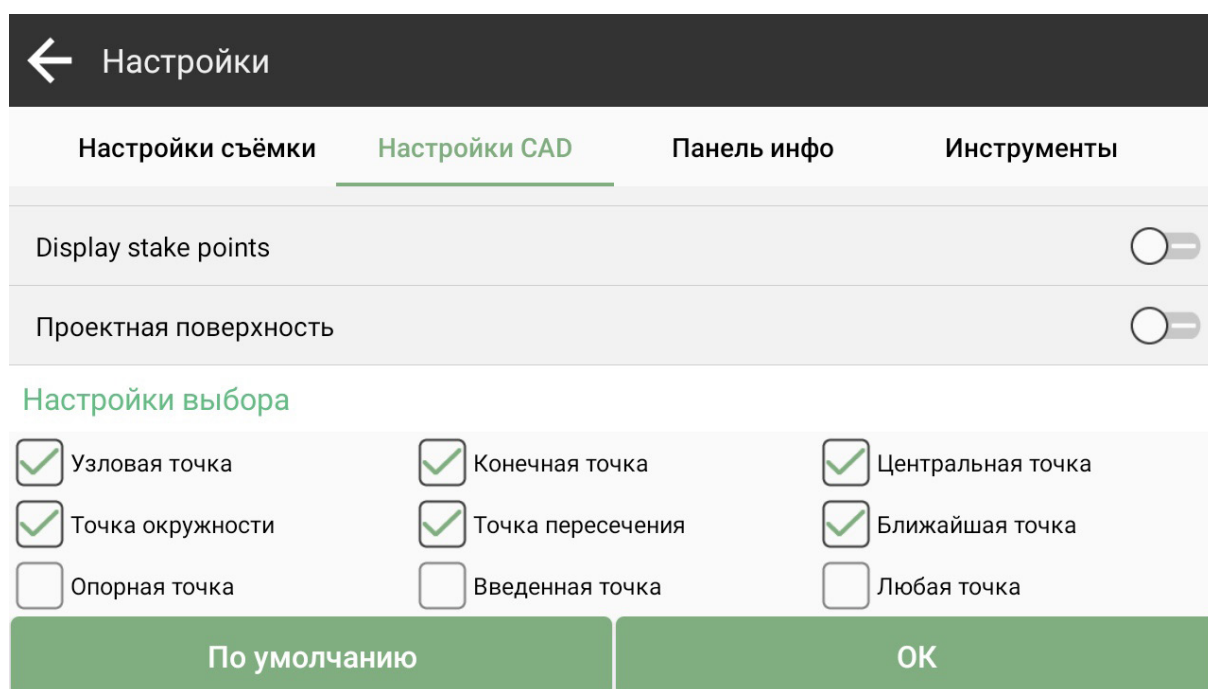 Настройки
Настройки съёмки Настройки CAD Панель инфо Инструменты
Display stake points
Проектная поверхность
Настройки выбора
Узловая точка Конечная точка Центральная точка
Точка окружности Точка пересечения Ближайшая точка
Опорная точка Введенная точка Любая точка
По умолчанию ОК